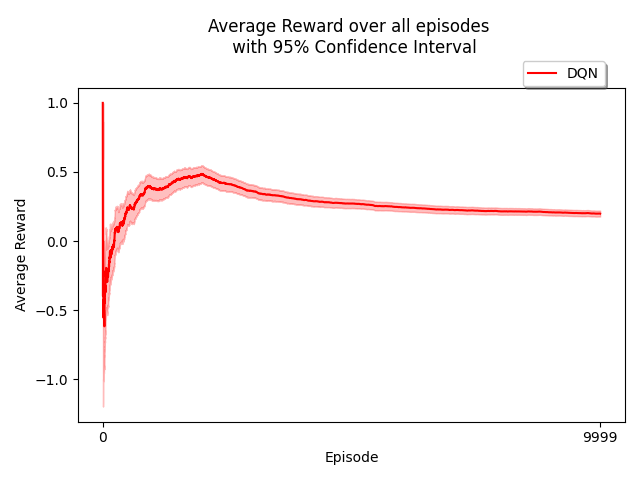 Average Reward over all episodes
with 95% Confidence Interval
DQN
1.0
0.5
0.0
−0.5
−1.0
Average Reward
0
9999
Episode